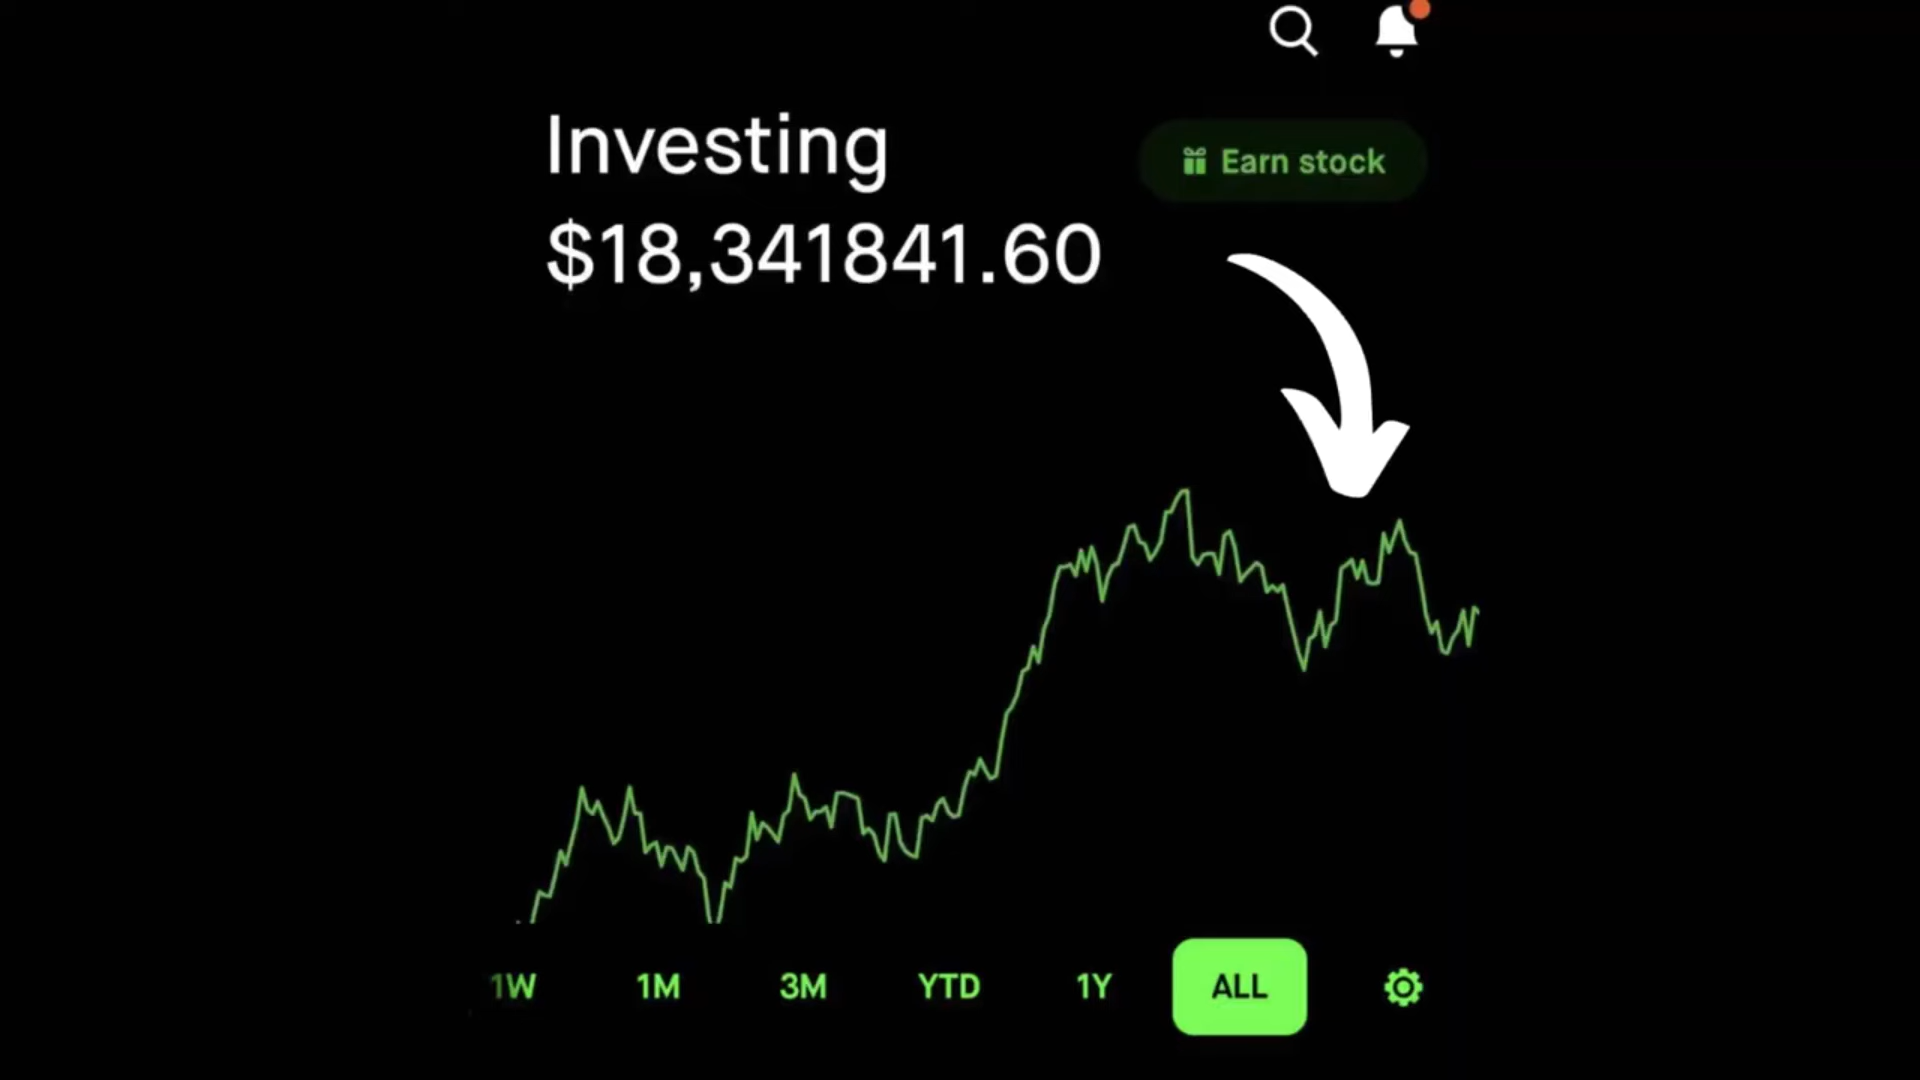 Investing
Earn stock
$18,341841.60
1W
1M
3M
YTD
1Y
ALL